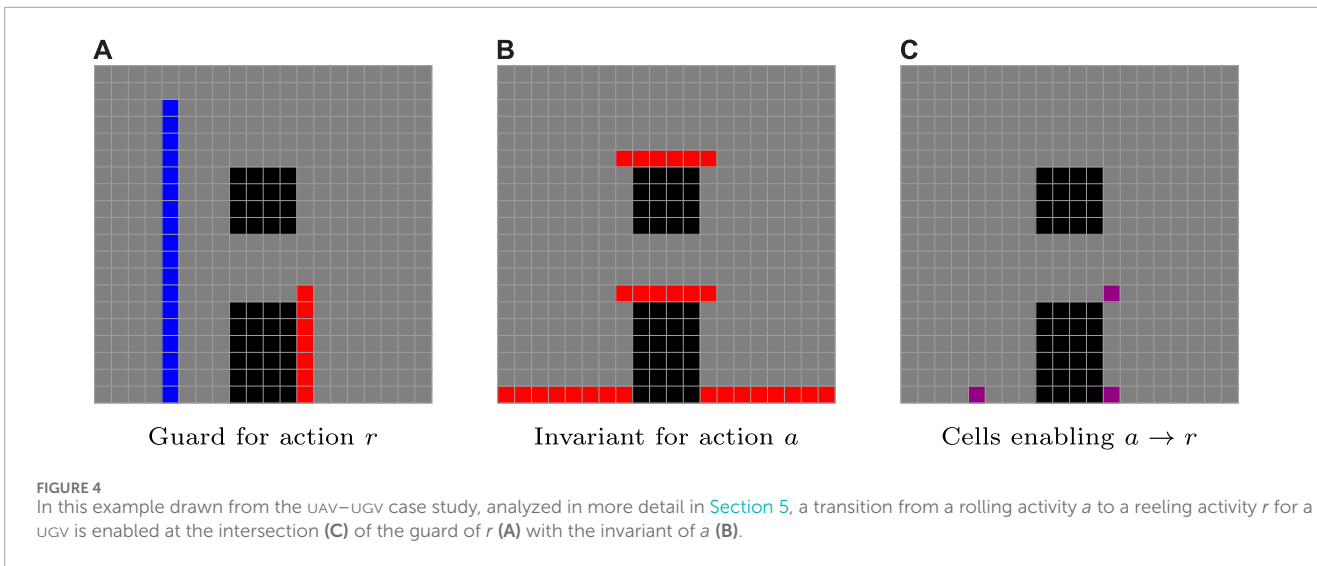 A
B
C
Guard for action r
Invariant for action a
Cells enabling a → r
FIGURE 4
In this example drawn from the UAV–UGV case study, analyzed in more detail in Section 5, a transition from a rolling activity a to a reeling activity r for a
UGV is enabled at the intersection (C) of the guard of r (A) with the invariant of a (B).